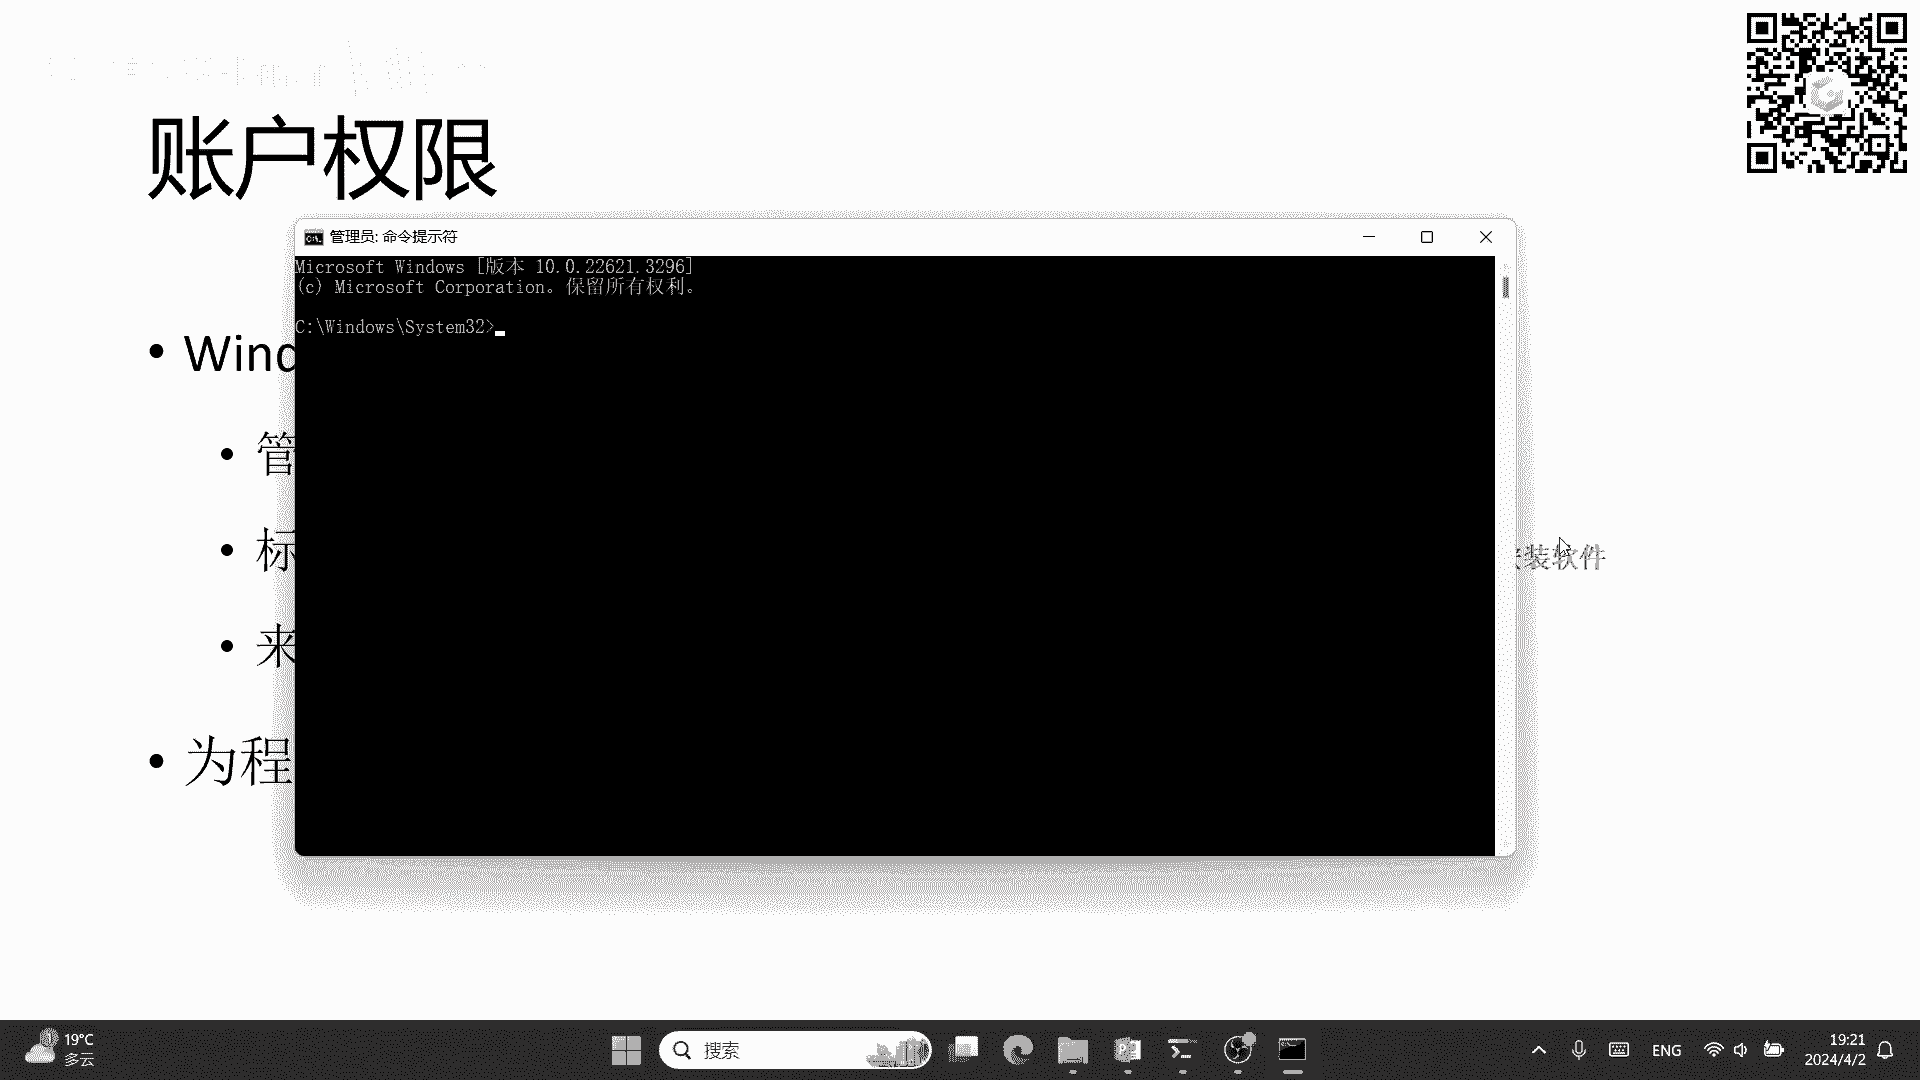 账户权限
管理员: 命令提示符
Microsoft Windows [版本 10.0.22621.3296]
(c) Microsoft Corporation。保留所有权利。
C:\Windows\System32>
• Wind
• 管
• 标
装软件
• 来
• 为程
19°C
多云
搜索
ENG
19:21
2024/4/2